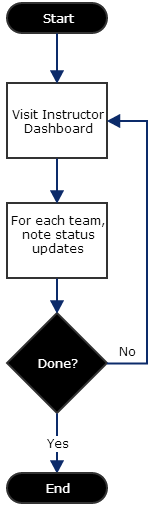 Start
Visit Instructor
Dashboard
For each team,
note status
updates
Done?
No
Yes
End